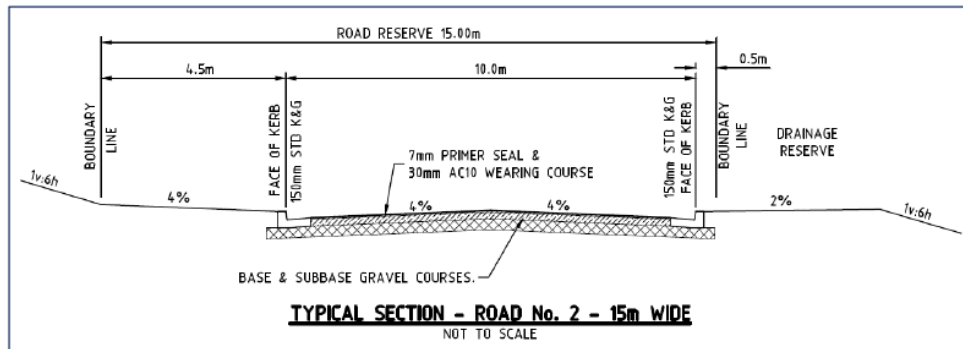 ROAD RESERVE 15.00m
4.5m
10.0m
0.5m
BOUNDARY
LINE
FACE OF KERB
150mm STD K&G
150mm STD K&G
FACE OF KERB
BOUNDARY
LINE
DRAINAGE
RESERVE
7mm PRIMER SEAL &
30mm AC10 WEARING COURSE
1v:6h
4%
4%
4%
2%
1v:6h
BASE & SUBBASE GRAVEL COURSES.
TYPICAL SECTION - ROAD No. 2 - 15m WIDE
NOT TO SCALE